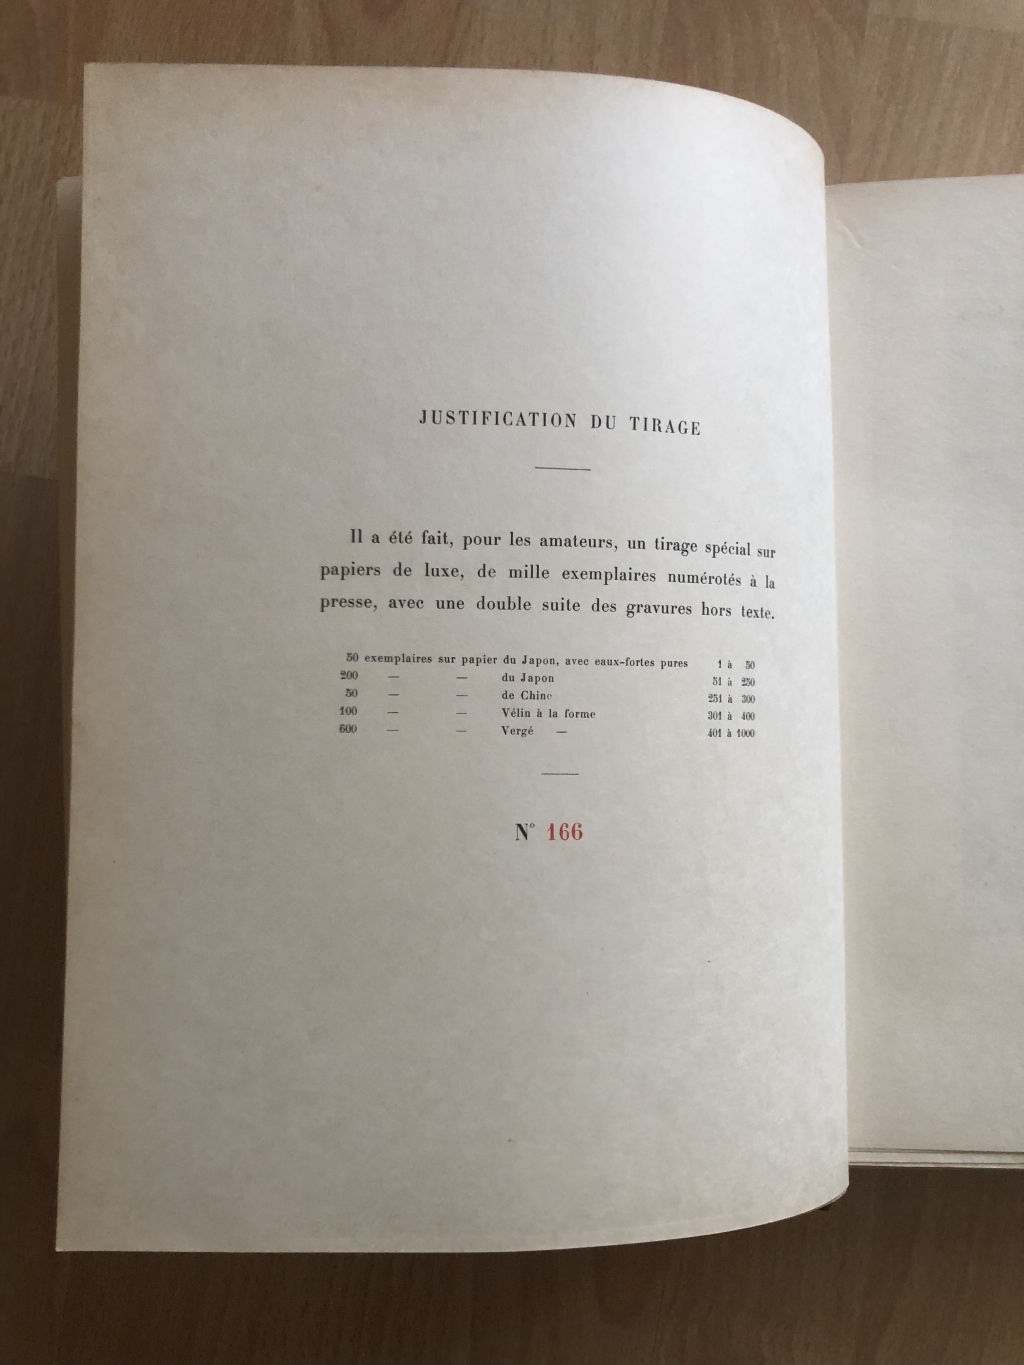 JUSTIFICATION DU TIRAGE
Il a été fait, pour les amateurs, un tirage spécial sur
papiers de luxe, de mille exemplaires numérotés à la
presse, avec une double suite des gravures hors texte.
50 exemplaires sur papier du Japon, avec eaux-fortes pures 1 à 50
200 — — du Japon 51 à 250
50 — — de Chine 251 à 300
100 — — Vélin à la forme 301 à 400
600 — — Vergé — 401 à 1000
N° 166